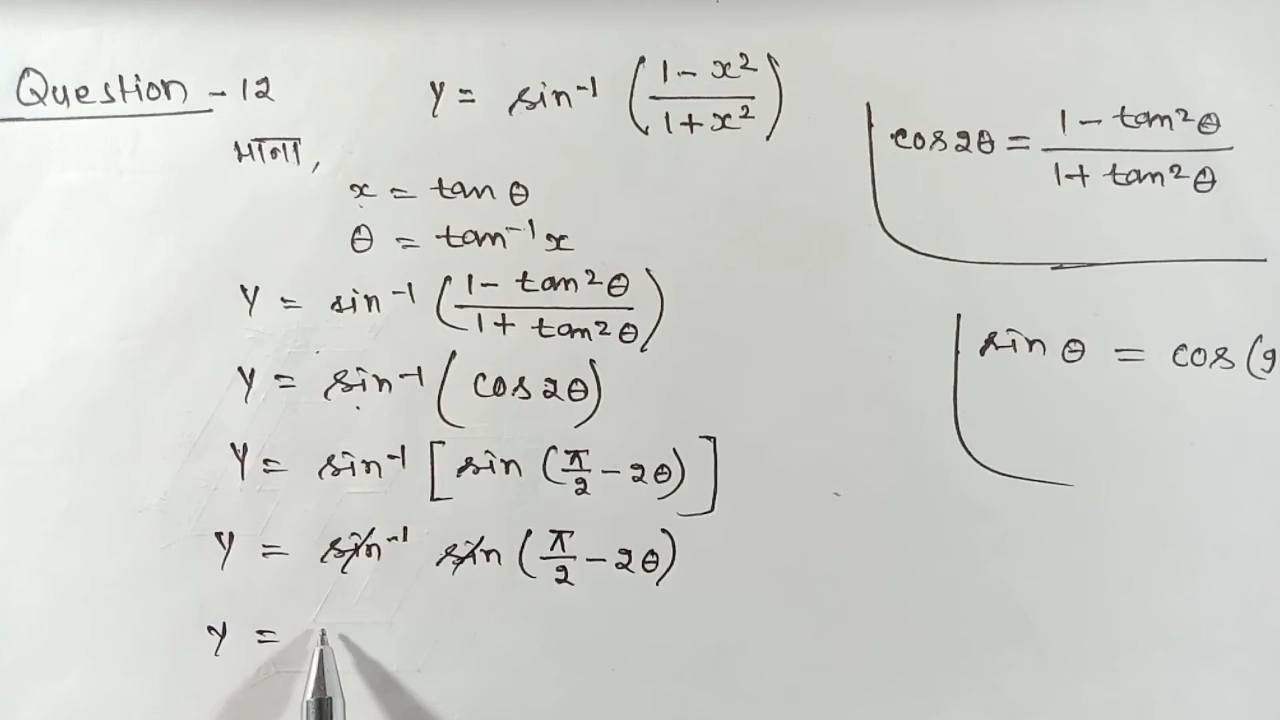 Question - 12
y = sin⁻¹ (1 - x² / 1 + x²)
माना,
x = tan θ
θ = tan⁻¹ x
y = sin⁻¹ (1 - tan²θ / 1 + tan²θ)
y = sin⁻¹ (cos 2θ)
y = sin⁻¹ [sin (π/2 - 2θ)]
y = sin⁻¹ sin (π/2 - 2θ)
y =
cos 2θ = 1 - tan²θ / 1 + tan²θ
sin θ = cos (9